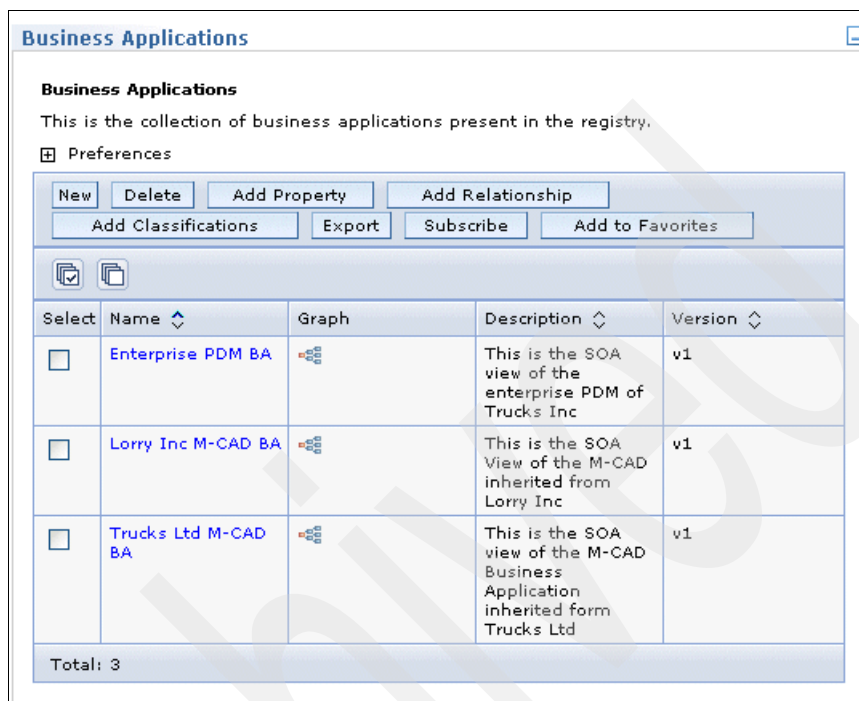 Business Applications
Business Applications
This is the collection of business applications present in the registry.
Preferences
New Delete Add Property Add Relationship
Add Classifications Export Subscribe Add to Favorites
Select Name Graph Description Version
Enterprise PDM BA This is the SOA v1
view of the
enterprise PDM of
Trucks Inc
Lorry Inc M-CAD BA This is the SOA v1
View of the M-CAD
inherited from
Lorry Inc
Trucks Ltd M-CAD This is the SOA v1
BA view of the M-CAD
Business
Application
inherited form
Trucks Ltd
Total: 3